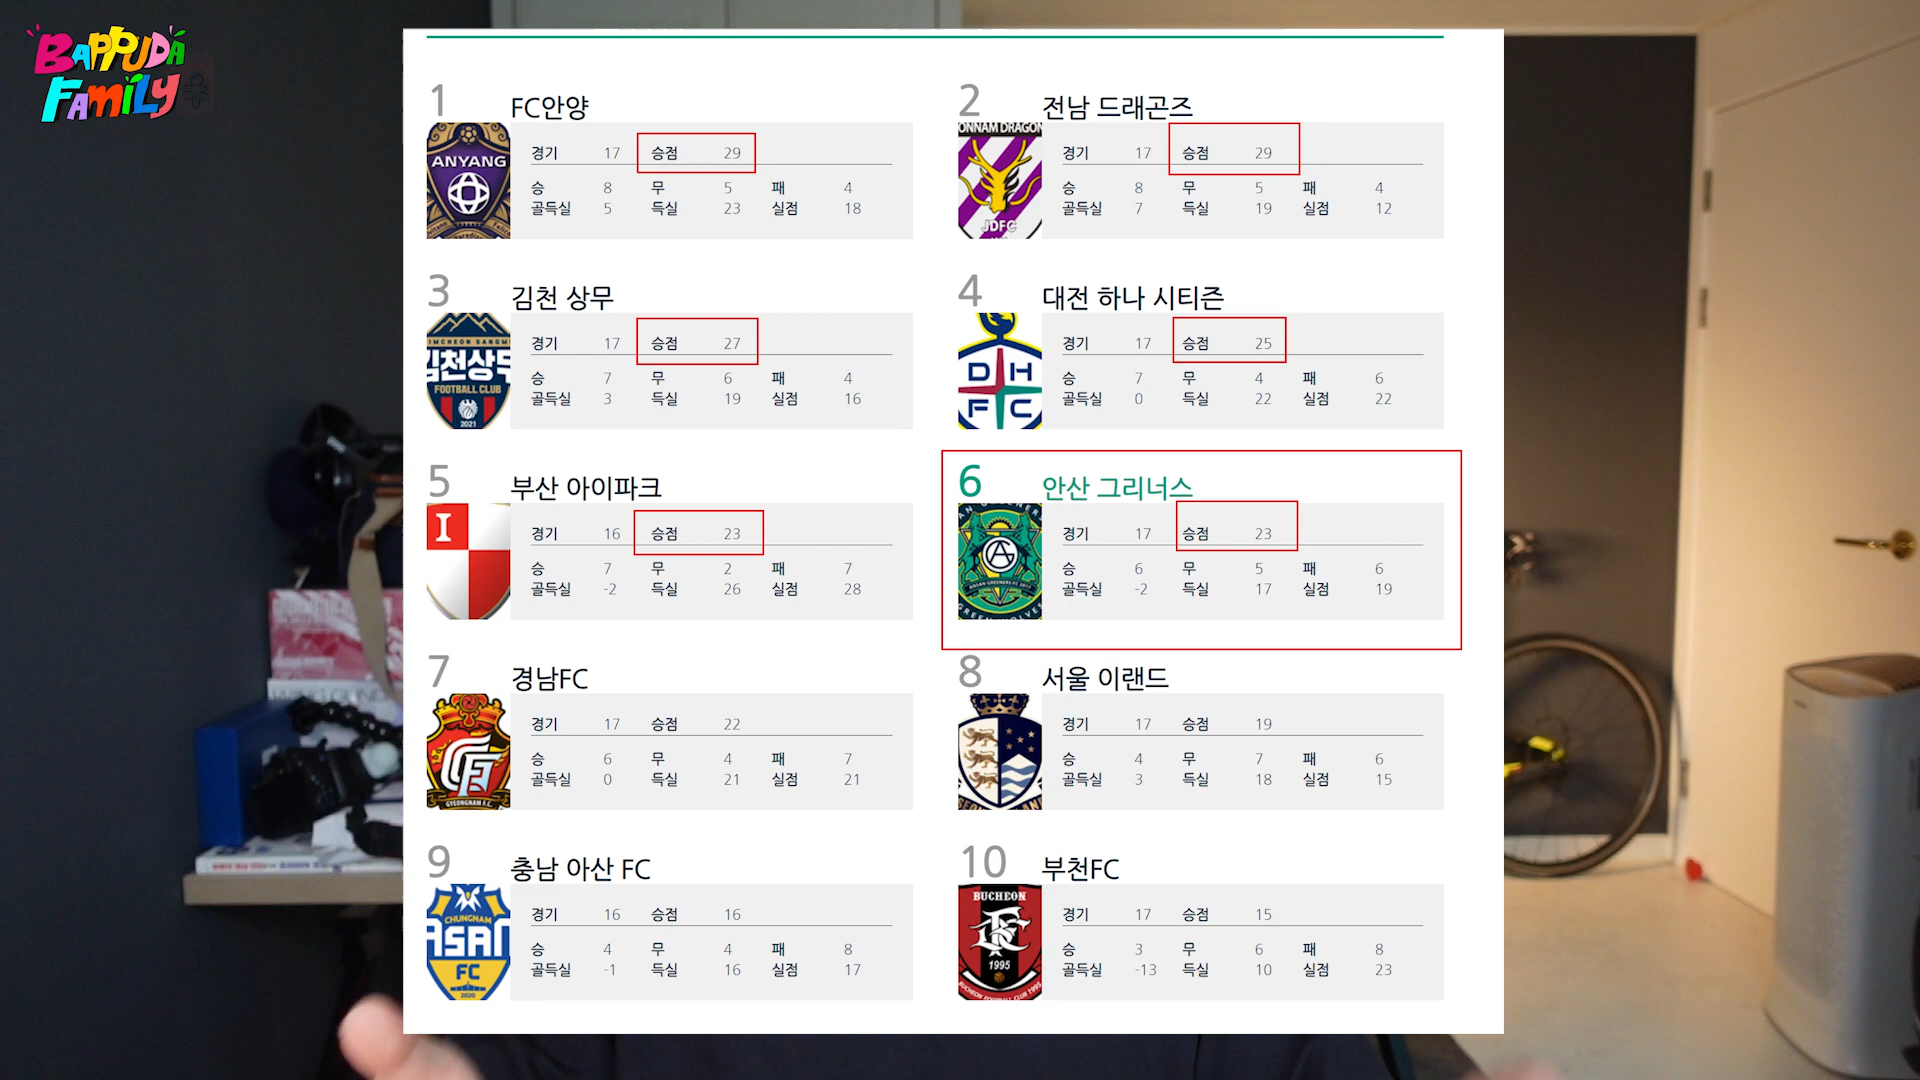 BAPPUDA
FAMILY
1
FC안양
ANYANG
경기 17 승점 29
승 8 무 5 패 4
골득실 5 득실 23 실점 18
2
전남 드래곤즈
ONNAM DRAGON
JDFC
경기 17 승점 29
승 8 무 5 패 4
골득실 7 득실 19 실점 12
3
김천 상무
IMCHEON SANGMU
김천상무
FOOTBALL CLUB
2021
경기 17 승점 27
승 7 무 6 패 4
골득실 3 득실 19 실점 16
4
대전 하나 시티즌
D H
F C
경기 17 승점 25
승 7 무 4 패 6
골득실 0 득실 22 실점 22
5
부산 아이파크
I
경기 16 승점 23
승 7 무 2 패 7
골득실 -2 득실 26 실점 28
6
안산 그리너스
ANSAN GREENERS FC 2017
경기 17 승점 23
승 6 무 5 패 6
골득실 -2 득실 17 실점 19
7
경남FC
GYEONGNAM F.C.
경기 17 승점 22
승 6 무 4 패 7
골득실 0 득실 21 실점 21
8
서울 이랜드
경기 17 승점 19
승 4 무 7 패 6
골득실 3 득실 18 실점 15
9
충남 아산 FC
CHUNGNAM
ASAN
FC
2020
경기 16 승점 16
승 4 무 4 패 8
골득실 -1 득실 16 실점 17
10
부천FC
BUCHEON
1995
BUCHEON FOOTBALL CLUB 1995
경기 17 승점 15
승 3 무 6 패 8
골득실 -13 득실 10 실점 23